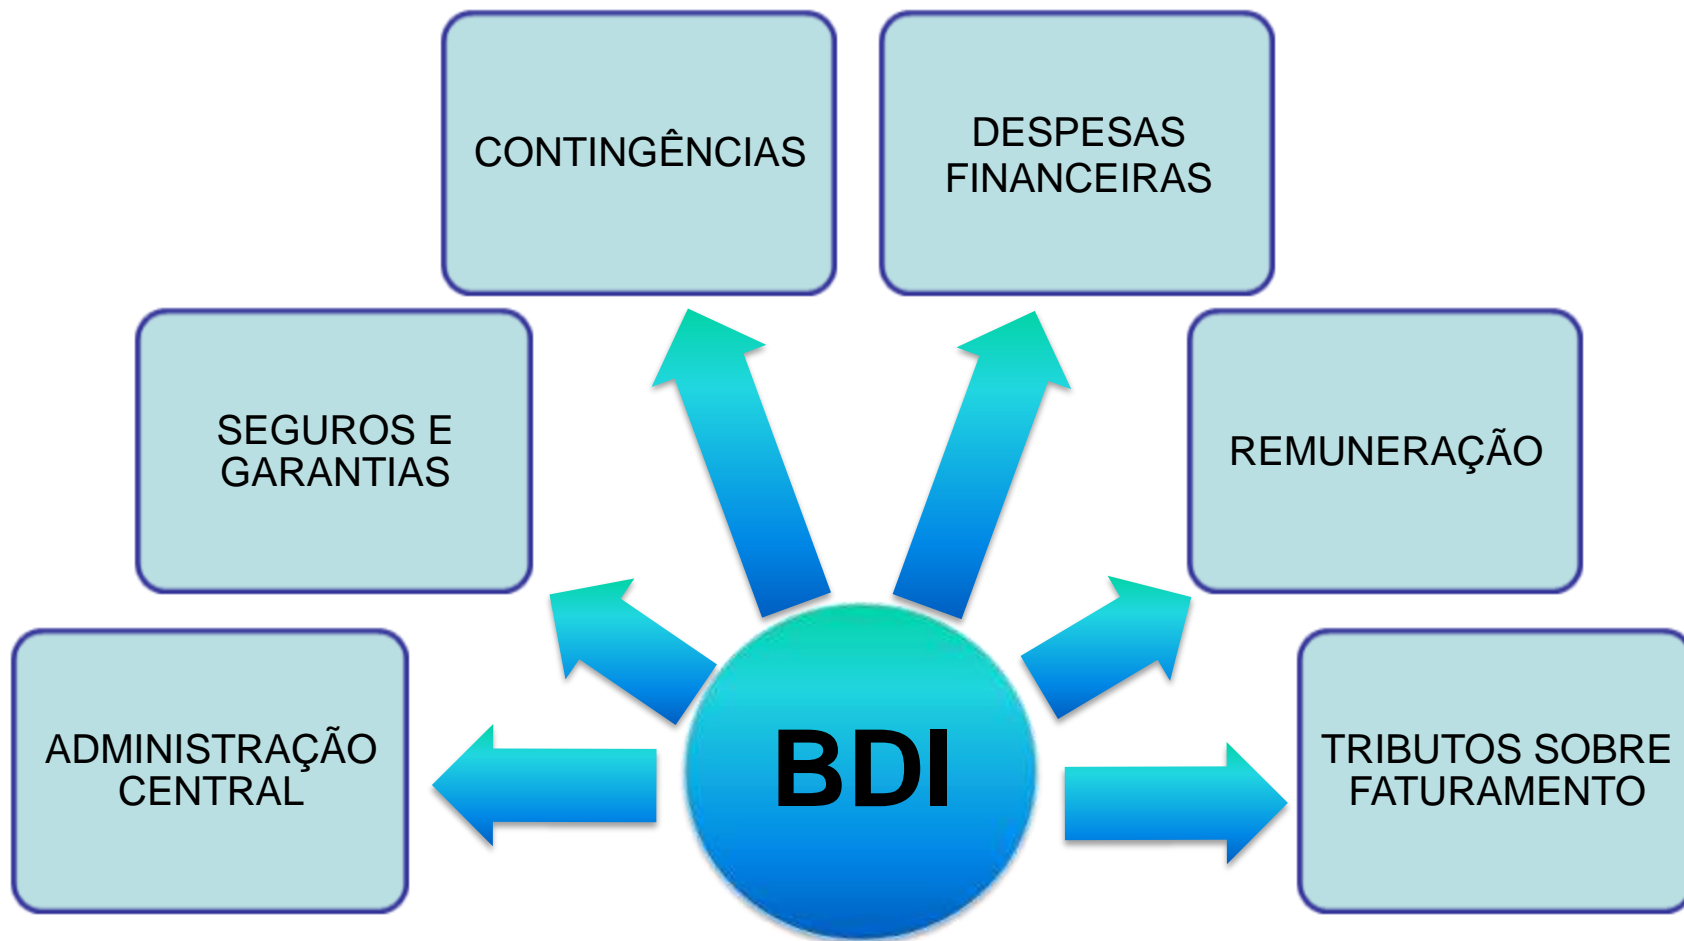 CONTINGÊNCIAS
DESPESAS
FINANCEIRAS
SEGUROS E
GARANTIAS
REMUNERAÇÃO
ADMINISTRAÇÃO
CENTRAL
BDI
TRIBUTOS SOBRE
FATURAMENTO